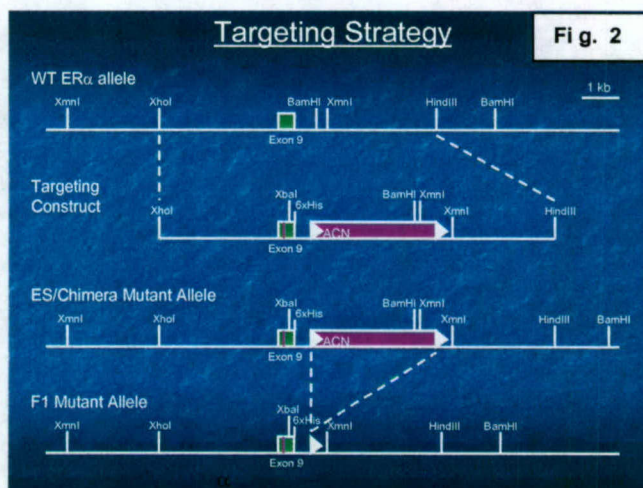 Targeting Strategy
Fig. 2
WT ERα allele
1 kb
XmnI XhoI BamHI XmnI HindIII BamHI
Exon 9
Targeting
Construct
XhoI XbaI 6xHis BamHI XmnI XmnI HindIII
ACN
Exon 9
ES/Chimera Mutant Allele
XmnI XhoI XbaI 6xHis BamHI XmnI XmnI HindIII BamHI
ACN
Exon 9
F1 Mutant Allele
XmnI XhoI XbaI 6xHis XmnI HindIII BamHI
Exon 9
α